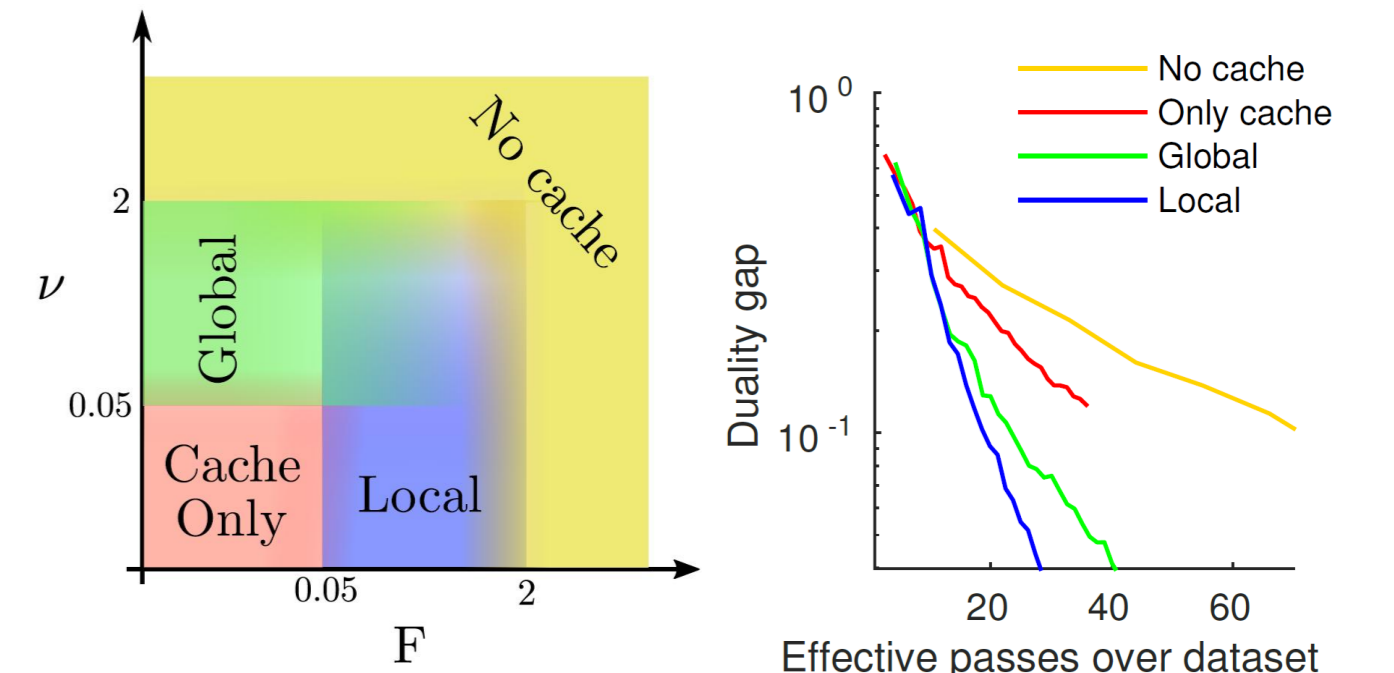 2
ν
0.05
Global
No cache
Cache
Only
Local
0.05
2
F
No cache
Only cache
Global
Local
10 0
10 -1
Duality gap
20
40
60
Effective passes over dataset